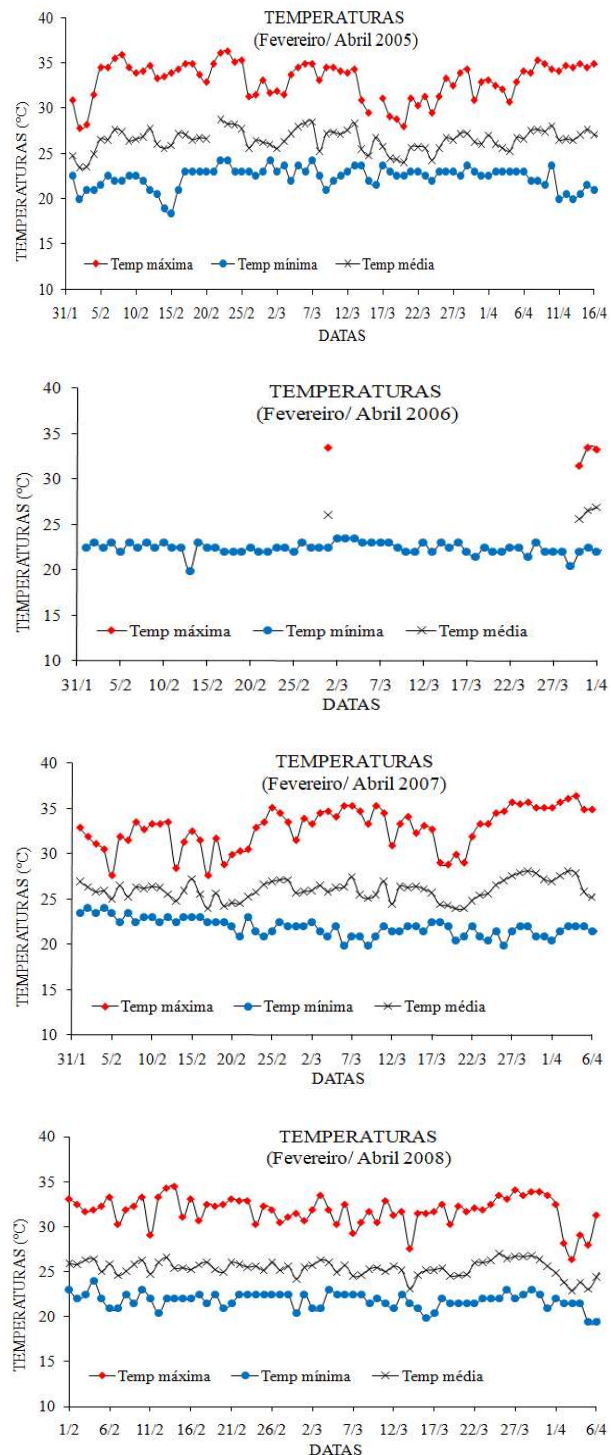 TEMPERATURAS
(Fevereiro/ Abril 2005)
TEMPERATURAS (ºC)
40
35
30
25
20
15
10
Temp máxima Temp mínima Temp média
31/1 5/2 10/2 15/2 20/2 25/2 2/3 7/3 12/3 17/3 22/3 27/3 1/4 6/4 11/4 16/4
DATAS
TEMPERATURAS
(Fevereiro/ Abril 2006)
TEMPERATURAS (ºC)
40
35
30
25
20
15
10
Temp máxima Temp mínima Temp média
31/1 5/2 10/2 15/2 20/2 25/2 2/3 7/3 12/3 17/3 22/3 27/3 1/4
DATAS
TEMPERATURAS
(Fevereiro/ Abril 2007)
TEMPERATURAS (ºC)
40
35
30
25
20
15
10
Temp máxima Temp mínima Temp média
31/1 5/2 10/2 15/2 20/2 25/2 2/3 7/3 12/3 17/3 22/3 27/3 1/4 6/4
DATAS
TEMPERATURAS
(Fevereiro/ Abril 2008)
TEMPERATURAS (ºC)
40
35
30
25
20
15
10
Temp máxima Temp mínima Temp média
1/2 6/2 11/2 16/2 21/2 26/2 2/3 7/3 12/3 17/3 22/3 27/3 1/4 6/4
DATAS